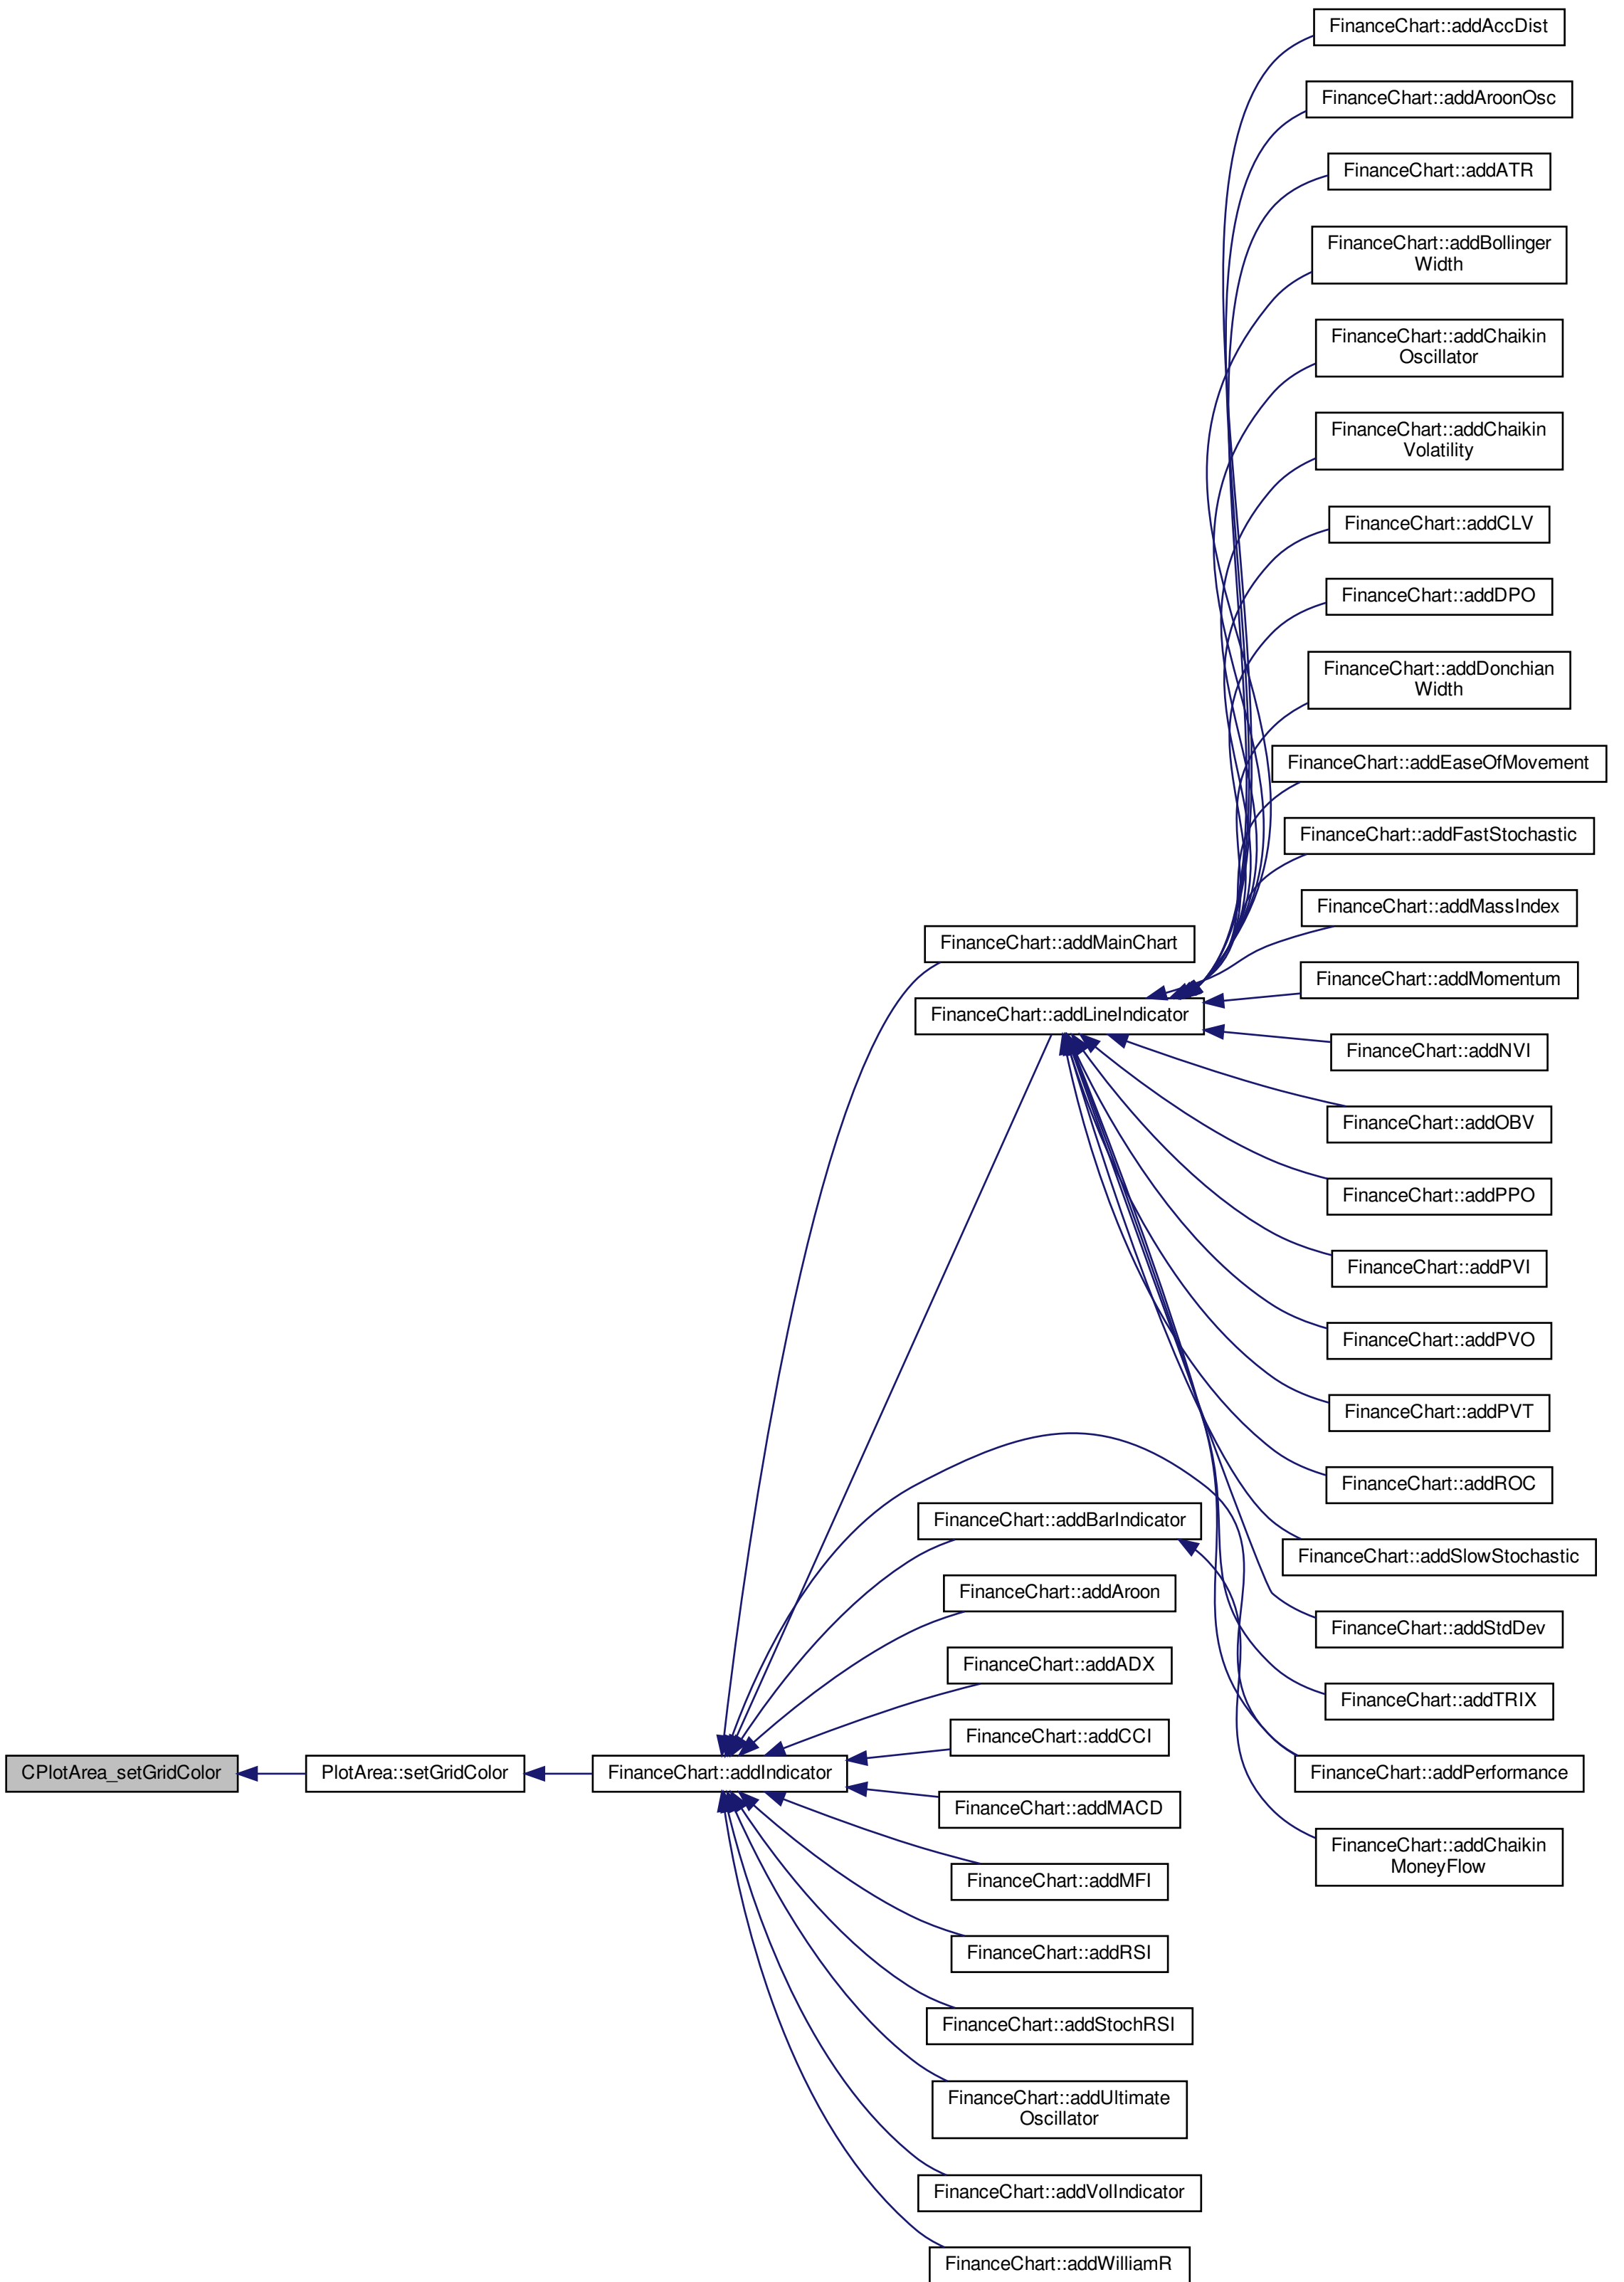 FinanceChart::addAccDist
FinanceChart::addAroonOsc
FinanceChart::addATR
FinanceChart::addBollinger
Width
FinanceChart::addChaikin
Oscillator
FinanceChart::addChaikin
Volatility
FinanceChart::addCLV
FinanceChart::addDPO
FinanceChart::addDonchian
Width
FinanceChart::addEaseOfMovement
FinanceChart::addFastStochastic
FinanceChart::addMassIndex
FinanceChart::addMainChart
FinanceChart::addMomentum
FinanceChart::addLineIndicator
FinanceChart::addNVI
FinanceChart::addOBV
FinanceChart::addPPO
FinanceChart::addPVI
FinanceChart::addPVO
FinanceChart::addPVT
FinanceChart::addROC
FinanceChart::addBarIndicator
FinanceChart::addSlowStochastic
FinanceChart::addAroon
FinanceChart::addStdDev
FinanceChart::addADX
FinanceChart::addTRIX
FinanceChart::addCCI
CPlotArea_setGridColor
PlotArea::setGridColor
FinanceChart::addIndicator
FinanceChart::addPerformance
FinanceChart::addMACD
FinanceChart::addChaikin
MoneyFlow
FinanceChart::addMFI
FinanceChart::addRSI
FinanceChart::addStochRSI
FinanceChart::addUltimate
Oscillator
FinanceChart::addVolIndicator
FinanceChart::addWilliamR